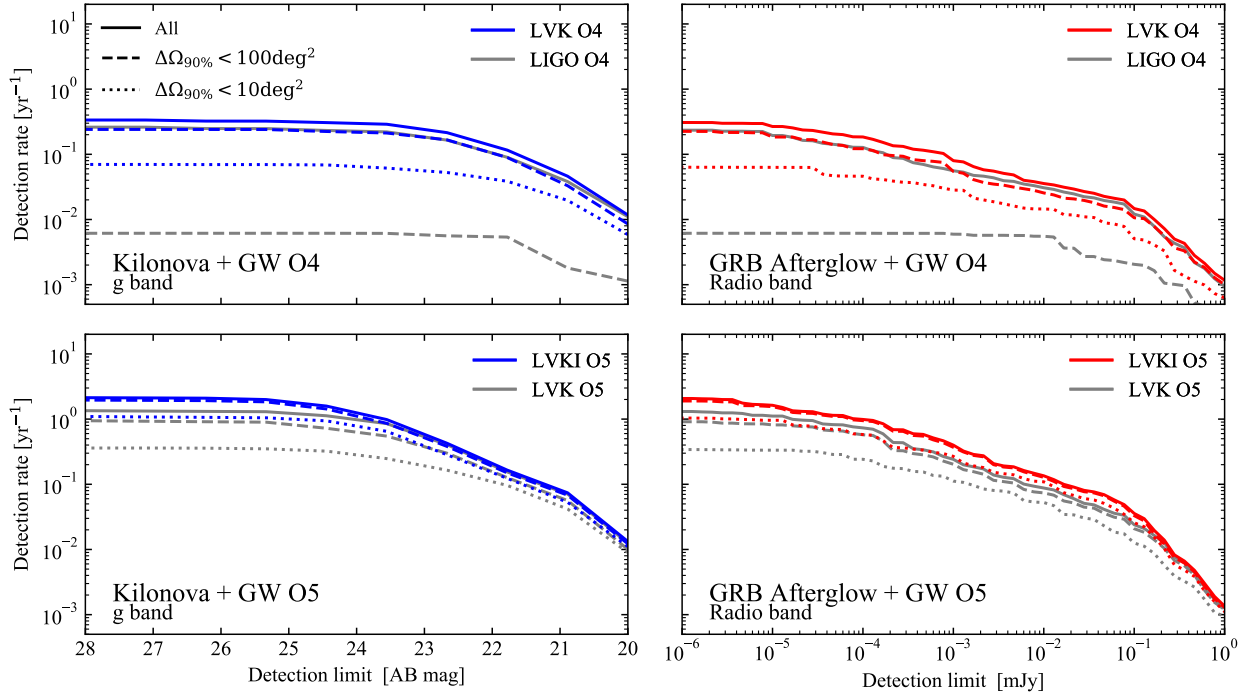 Detection rate [yr⁻¹]
10¹
10⁰
10⁻¹
10⁻²
10⁻³
All
ΔΩ90% < 100deg²
ΔΩ90% < 10deg²
LVK O4
LIGO O4
Kilonova + GW O4
g band
LVK O4
LIGO O4
GRB Afterglow + GW O4
Radio band
Detection rate [yr⁻¹]
10¹
10⁰
10⁻¹
10⁻²
10⁻³
LVKI O5
LVK O5
Kilonova + GW O5
g band
28 27 26 25 24 23 22 21 20
Detection limit [AB mag]
LVKI O5
LVK O5
GRB Afterglow + GW O5
Radio band
10⁻⁶ 10⁻⁵ 10⁻⁴ 10⁻³ 10⁻² 10⁻¹ 10⁰
Detection limit [mJy]